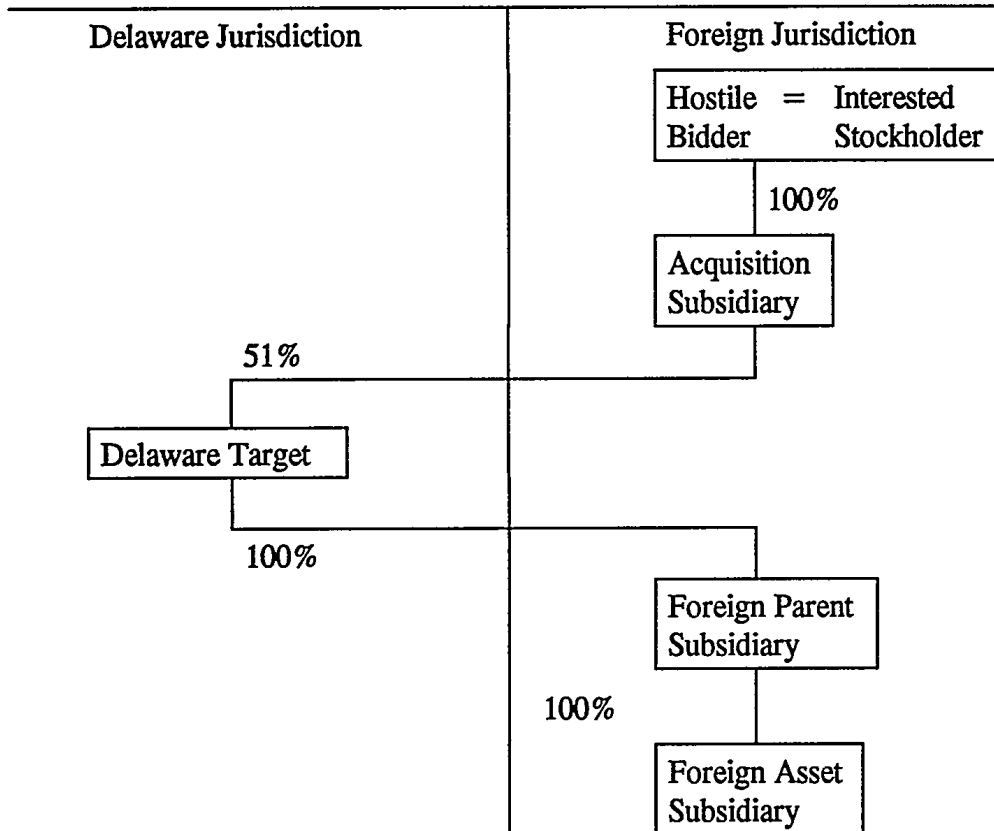 Delaware Jurisdiction
Foreign Jurisdiction
Hostile = Interested
Bidder Stockholder
100%
Acquisition
Subsidiary
51%
Delaware Target
100%
Foreign Parent
Subsidiary
100%
Foreign Asset
Subsidiary